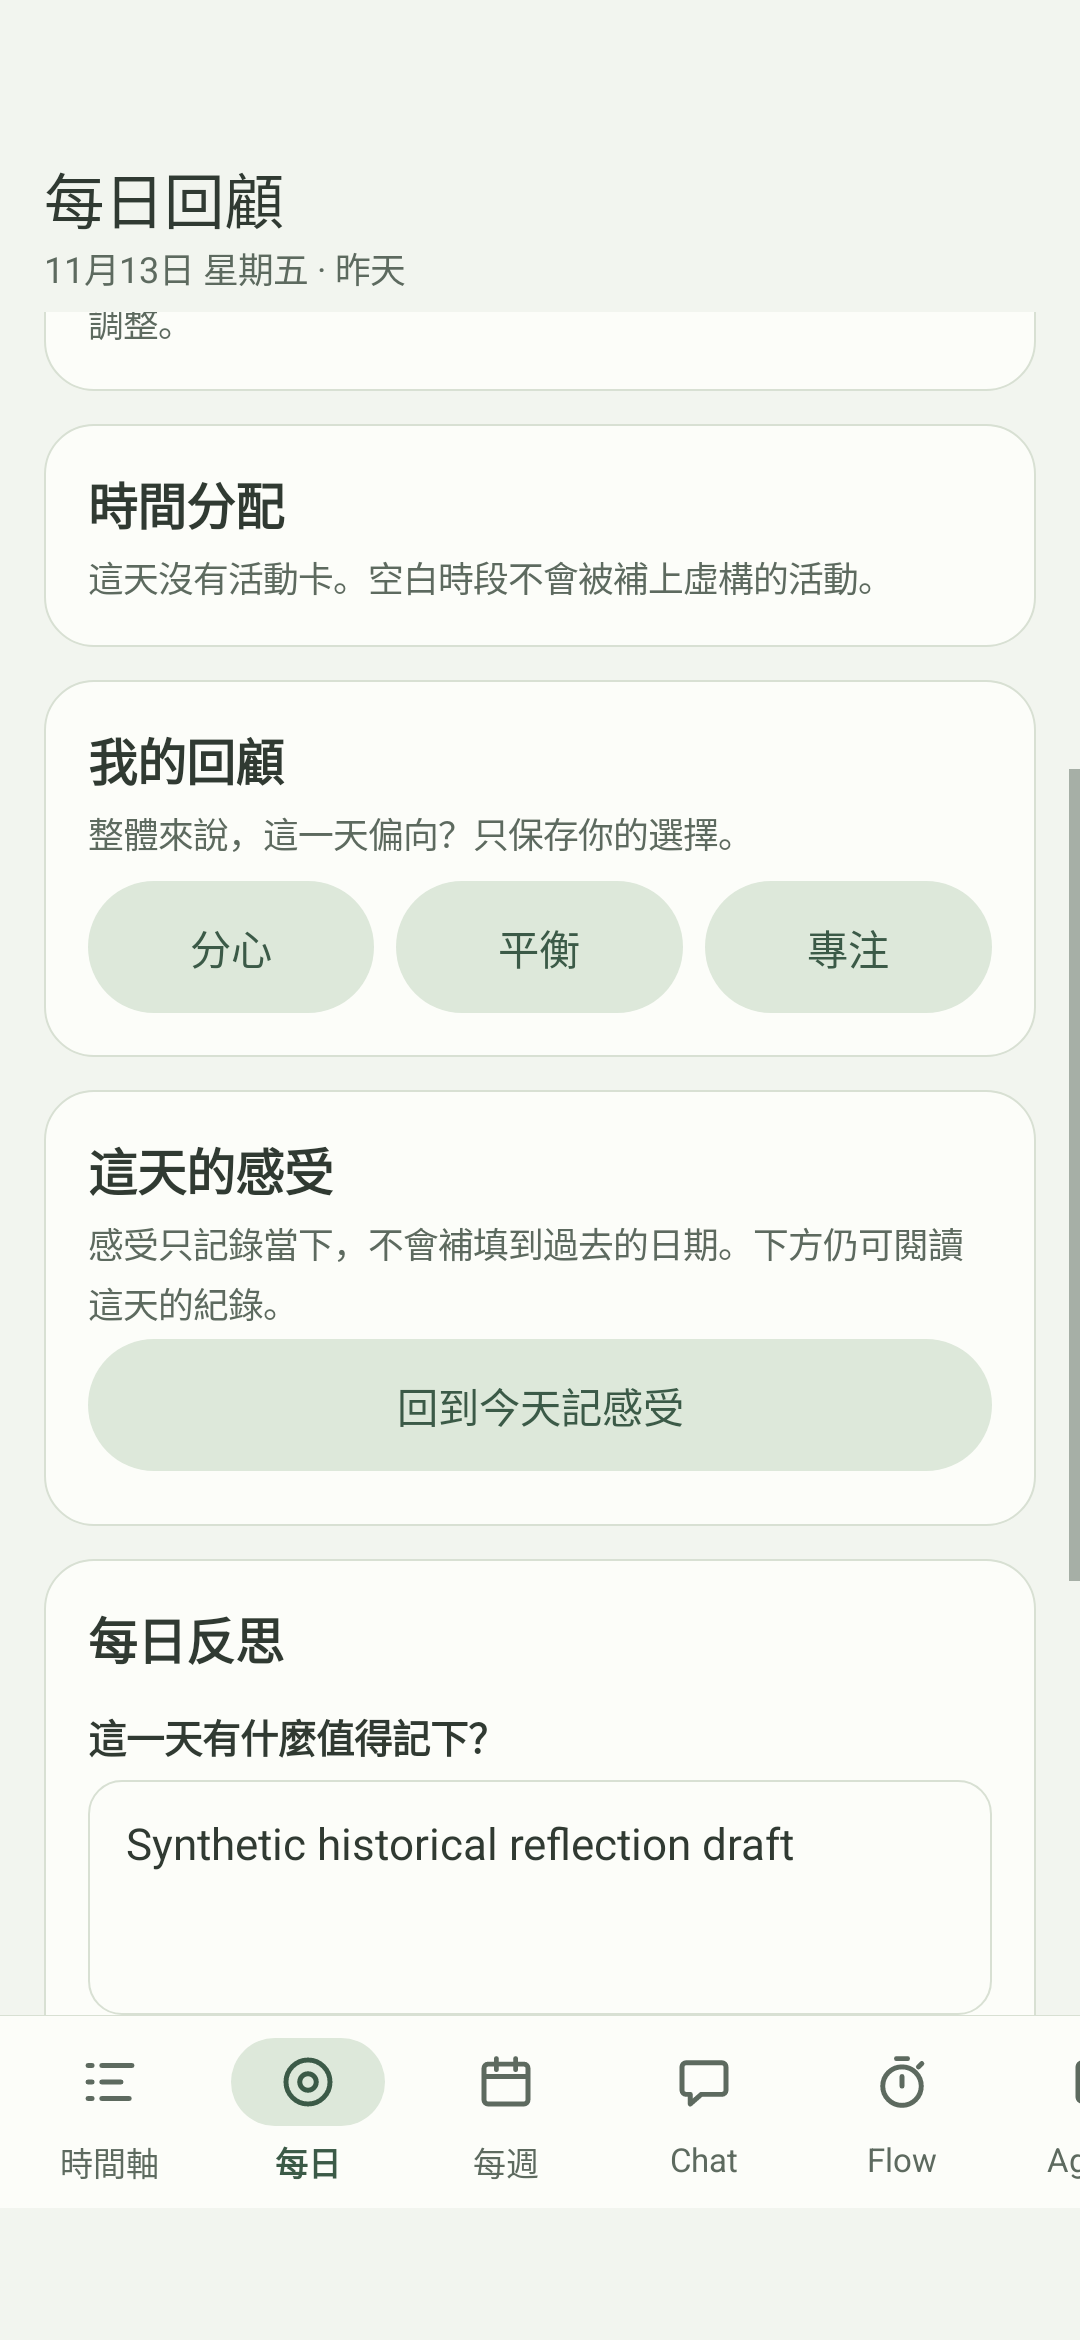 每日回顧
11月13日 星期五 · 昨天
調整。
時間分配
這天沒有活動卡。空白時段不會被補上虛構的活動。
我的回顧
整體來說，這一天偏向？只保存你的選擇。
分心
平衡
專注
這天的感受
感受只記錄當下，不會補填到過去的日期。下方仍可閱讀
這天的紀錄。
回到今天記感受
每日反思
這一天有什麼值得記下？
Synthetic historical reflection draft
時間軸
每日
每週
Chat
Flow